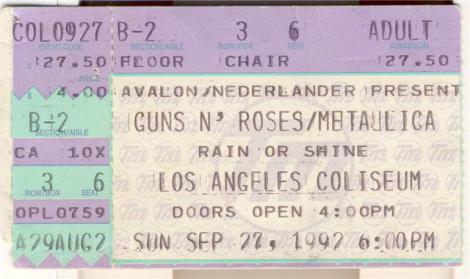 COL0927 B-2 3 6 ADULT
EVENT CODE SECTION/AISLE ROW/BOX SEAT ADMISSION
$ 27.50 FLOOR CHAIR 27.50
PRICE
$ 4.00 AVALON/NEDERLANDER PRESENT
B-2 GUNS N' ROSES/METALLICA
SECTION/AISLE
CA 10X RAIN OR SHINE
ROW/BOX SEAT
3 6 LOS ANGELES COLISEUM
OPL0759 DOORS OPEN 4:00PM
A29AUG2 SUN SEP 27, 1992 6:00PM